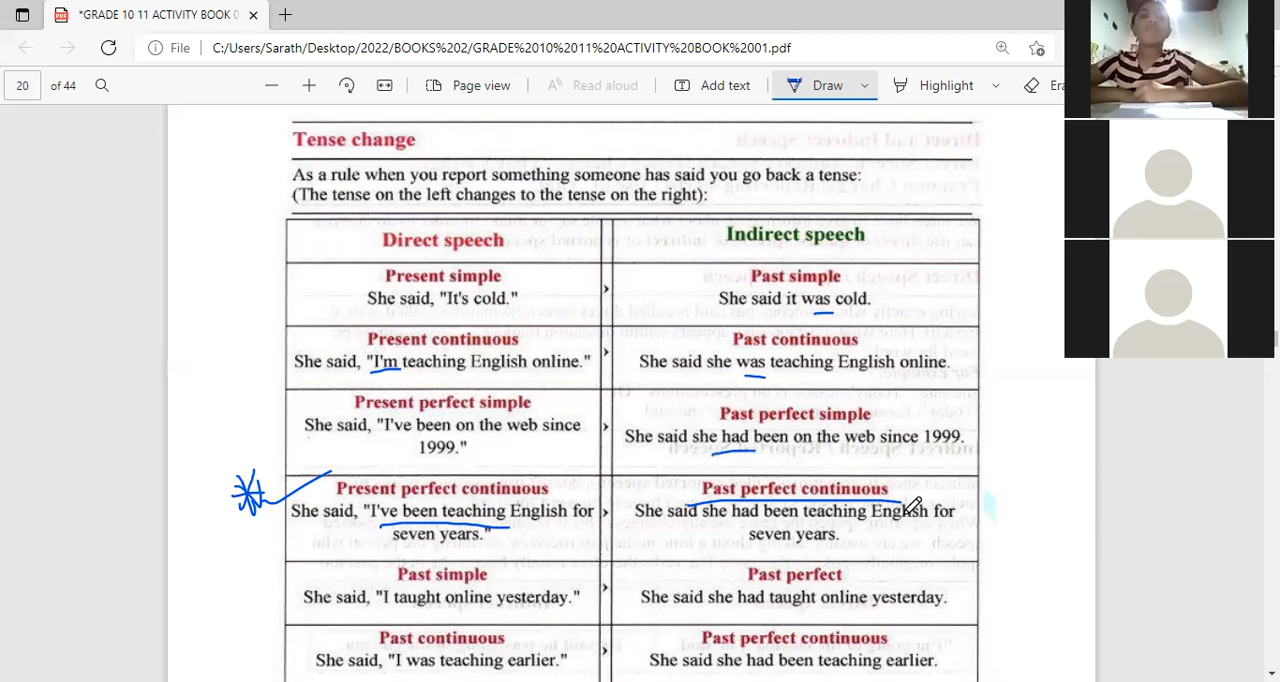 *GRADE 10 11 ACTIVITY BOOK 0
File
C:/Users/Sarath/Desktop/2022/BOOKS%202/GRADE%2010%2011%20ACTIVITY%20BOOK%2001.pdf
20 of 44
Page view
Read aloud
Add text
Draw
Highlight
Era
Tense change
As a rule when you report something someone has said you go back a tense:
(The tense on the left changes to the tense on the right):
Direct speech
Indirect speech
Present simple
She said, "It's cold."
Past simple
She said it was cold.
Present continuous
She said, "I'm teaching English online."
Past continuous
She said she was teaching English online.
Present perfect simple
She said, "I've been on the web since
1999."
Past perfect simple
She said she had been on the web since 1999.
Present perfect continuous
She said, "I've been teaching English for
seven years."
Past perfect continuous
She said she had been teaching English for
seven years.
Past simple
She said, "I taught online yesterday."
Past perfect
She said she had taught online yesterday.
Past continuous
She said, "I was teaching earlier."
Past perfect continuous
She said she had been teaching earlier.